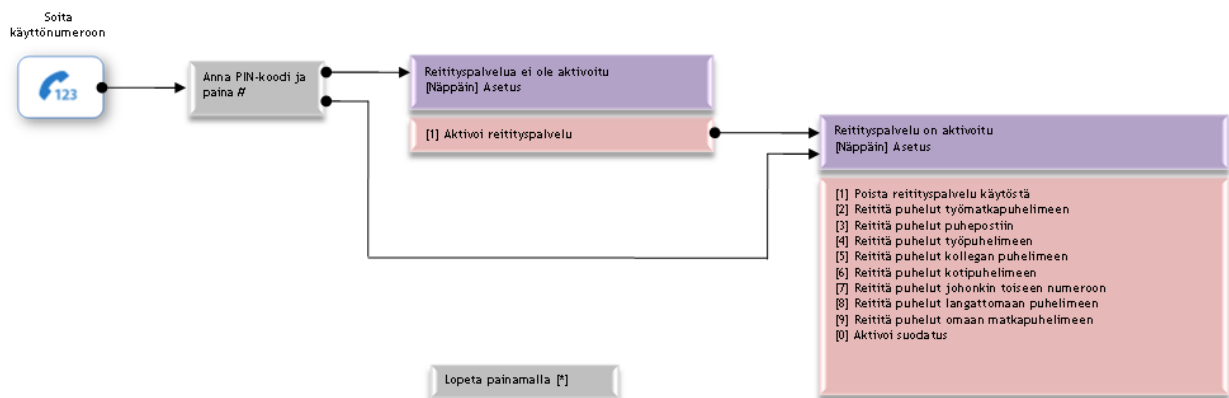 Soita
käyttönumeroon
123
Anna PIN-koodi ja
paina #
Reitityspalvelua ei ole aktivoitu
[Näppäin] Asetus
[1] Aktivoi reitityspalvelu
Reitityspalvelu on aktivoitu
[Näppäin] Asetus
[1] Poista reitityspalvelu käytöstä
[2] Reititä puhelut työmatkapuhelimeen
[3] Reititä puhelut puhepostiin
[4] Reititä puhelut työpuhelimeen
[5] Reititä puhelut kollegan puhelimeen
[6] Reititä puhelut kotipuhelimeen
[7] Reititä puhelut johonkin toiseen numeroon
[8] Reititä puhelut langattomaan puhelimeen
[9] Reititä puhelut omaan matkapuhelimeen
[0] Aktivoi suodatus
Lopeta painamalla [*]